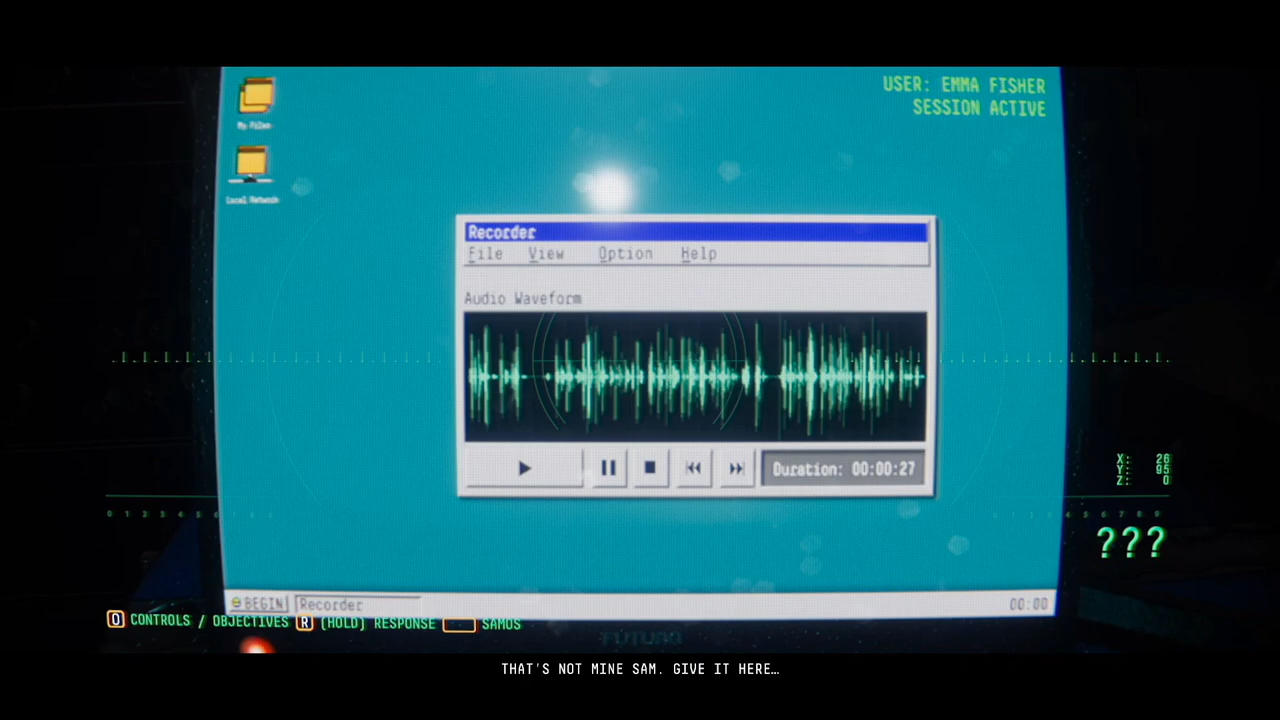 USER: EMMA FISHER
SESSION ACTIVE
My Files
Local Network
Recorder
File View Option Help
Audio Waveform
Duration: 00:00:27
X: 26
Y: 95
Z: 0
???
BEGIN Recorder 00:00
O CONTROLS / OBJECTIVES R [HOLD] RESPONSE SAMOS
FUTURO
THAT'S NOT MINE SAM. GIVE IT HERE…